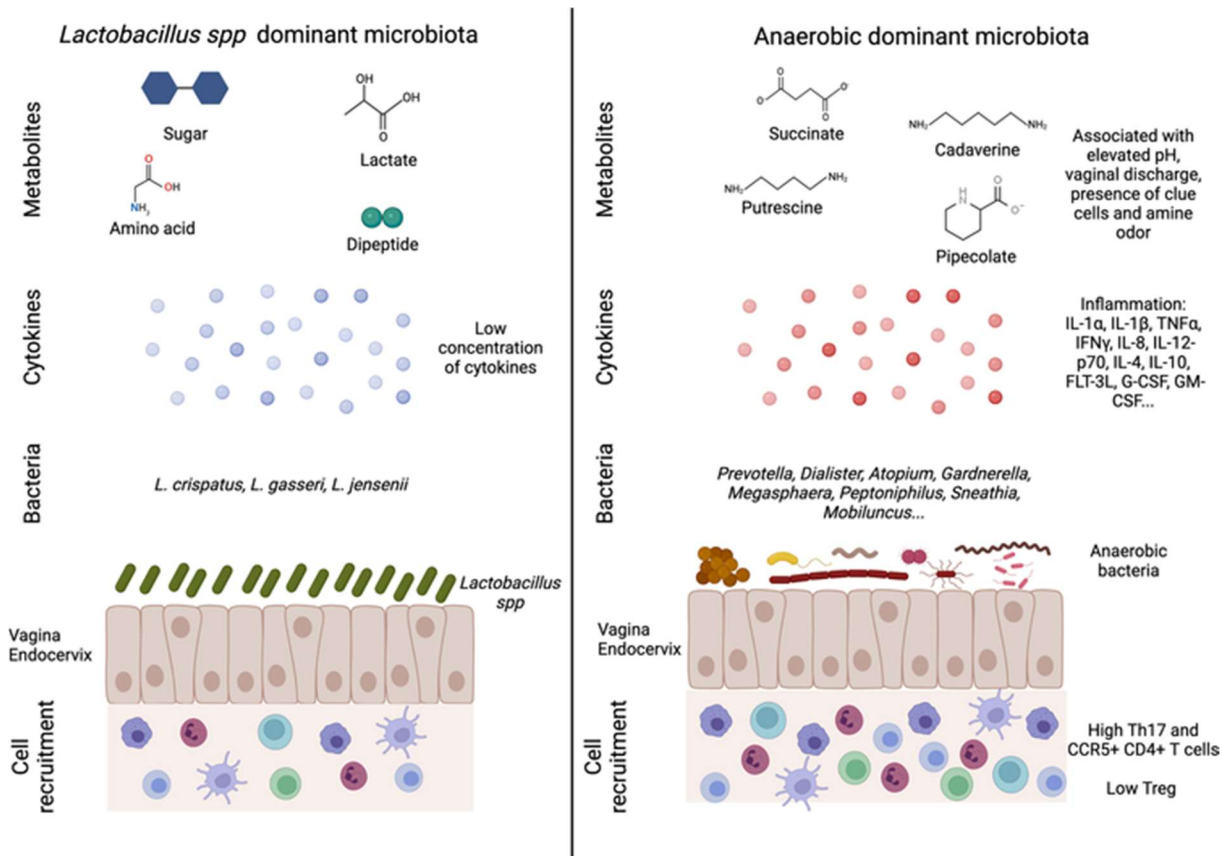 Lactobacillus spp dominant microbiota
Metabolites
Sugar
OH
OH
O
Lactate
O
OH
NH₂
Amino acid
Dipeptide
Cytokines
Low
concentration
of cytokines
Bacteria
L. crispatus, L. gasseri, L. jensenii
Lactobacillus
spp
Vagina
Endocervix
Cell
recruitment
Anaerobic dominant microbiota
Metabolites
O
O⁻
O⁻
O
Succinate
NH₂
NH₂
Cadaverine
NH₂
NH₂
Putrescine
H
N
O
O⁻
Pipecolate
Associated with
elevated pH,
vaginal discharge,
presence of clue
cells and amine
odor
Cytokines
Inflammation:
IL-1α, IL-1β, TNFα,
IFNγ, IL-8, IL-12-
p70, IL-4, IL-10,
FLT-3L, G-CSF, GM-
CSF...
Bacteria
Prevotella, Dialister, Atopium, Gardnerella,
Megasphaera, Peptoniphilus, Sneathia,
Mobiluncus...
Anaerobic
bacteria
Vagina
Endocervix
Cell
recruitment
High Th17 and
CCR5+ CD4+ T cells
Low Treg